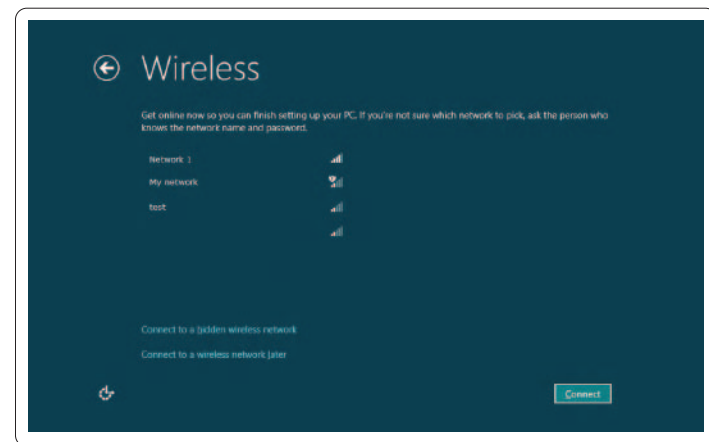 Wireless
Get online now so you can finish setting up your PC. If you're not sure which network to pick, ask the person who
knows the network name and password.
Network 1
My network
test
Connect to a hidden wireless network
Connect to a wireless network later
Connect